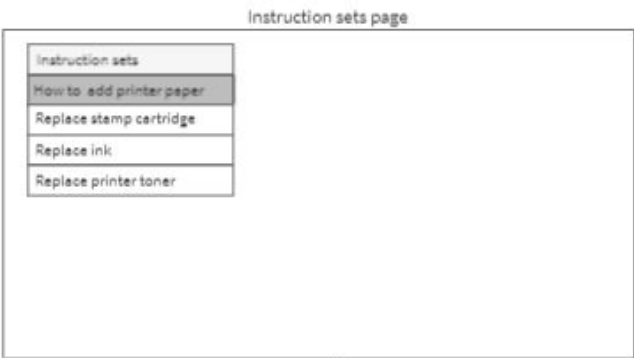 Instruction sets page
Instruction sets
How to add printer paper
Replace stamp cartridge
Replace ink
Replace printer toner